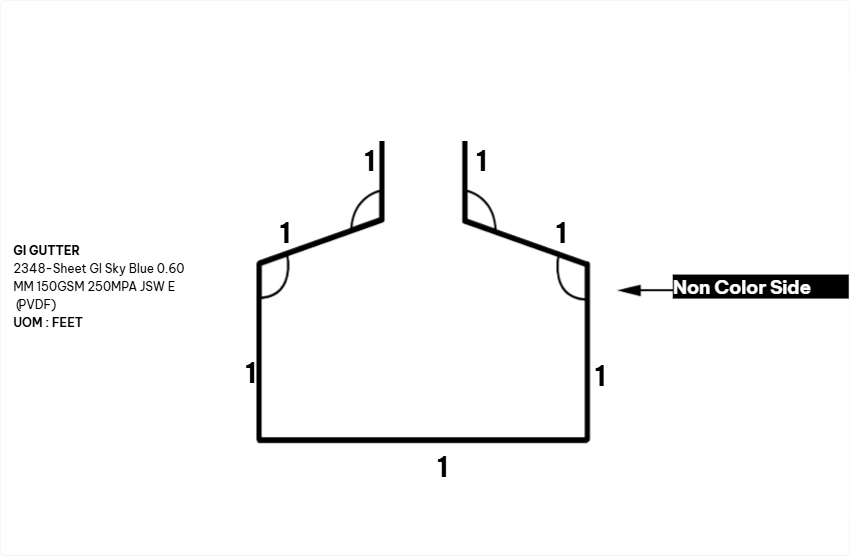 1
1
1
1
GI GUTTER
2348-Sheet GI Sky Blue 0.60
MM 150GSM 250MPA JSW E
(PVDF)
UOM : FEET
Non Color Side
1
1
1